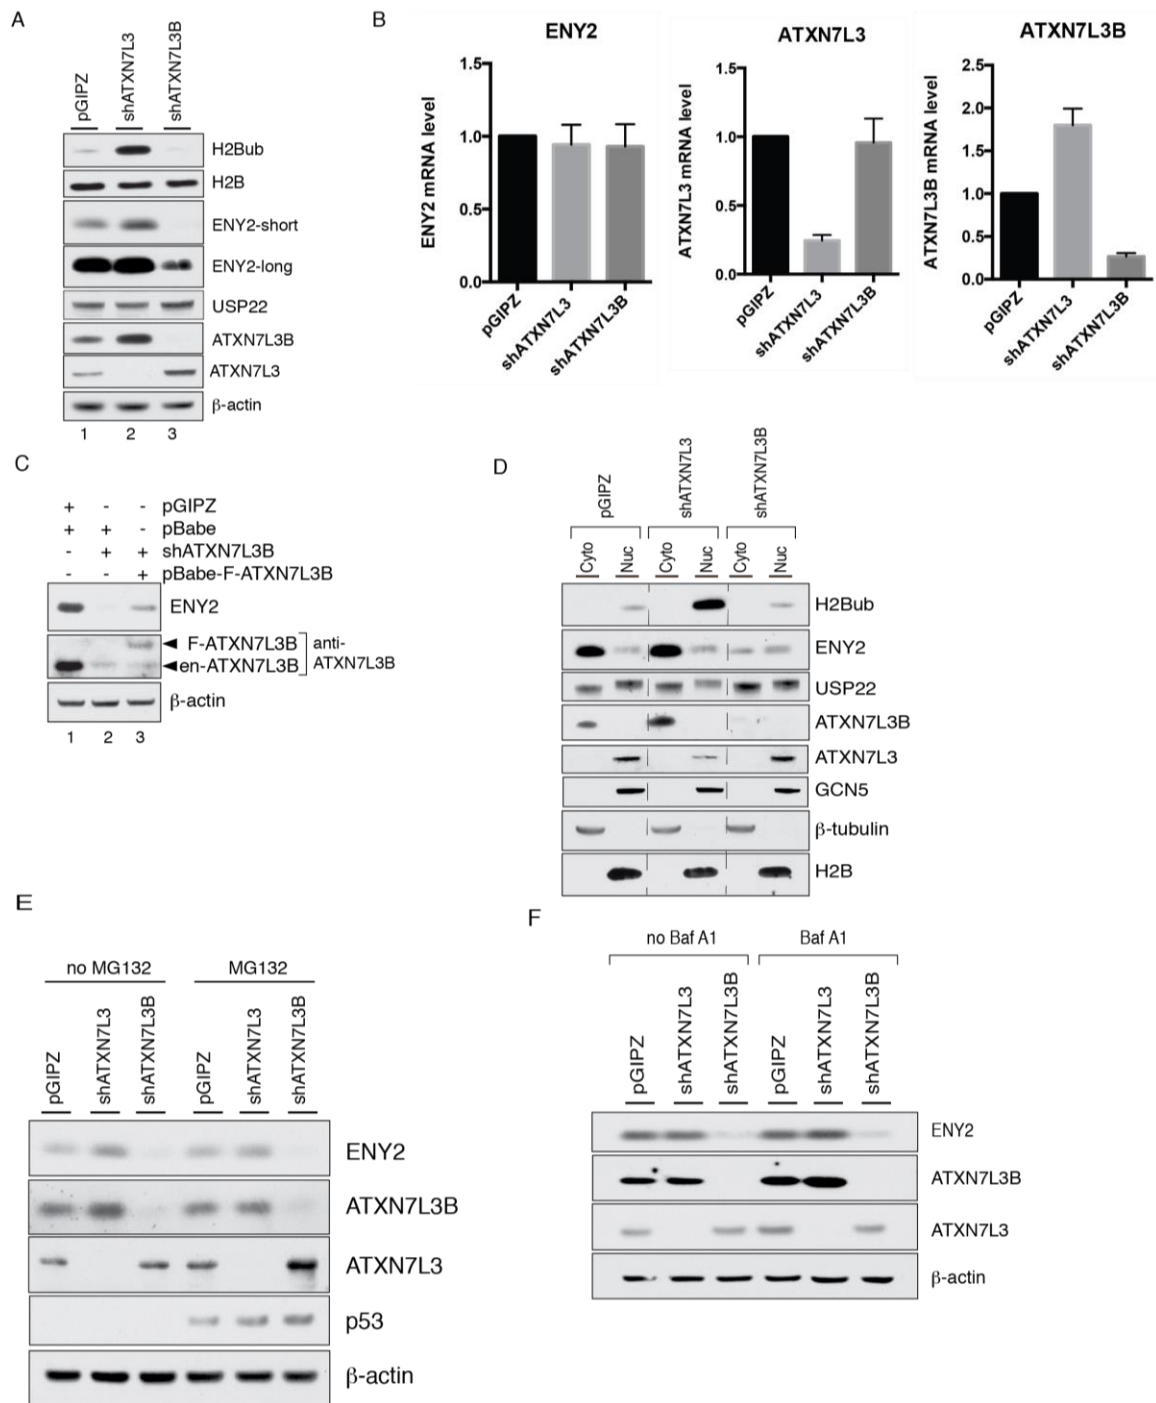 A
pGIPZ
shATXN7L3
shATXN7L3B
H2Bub
H2B
ENY2-short
ENY2-long
USP22
ATXN7L3B
ATXN7L3
β-actin
1 2 3
B
ENY2
ENY2 mRNA level
1.5
1.0
0.5
0.0
pGIPZ
shATXN7L3
shATXN7L3B
ATXN7L3
ATXN7L3 mRNA level
1.5
1.0
0.5
0.0
pGIPZ
shATXN7L3
shATXN7L3B
ATXN7L3B
ATXN7L3B mRNA level
2.5
2.0
1.5
1.0
0.5
0.0
pGIPZ
shATXN7L3
shATXN7L3B
C
+ - - pGIPZ
+ + - pBabe
- + + shATXN7L3B
- - + pBabe-F-ATXN7L3B
ENY2
F-ATXN7L3B
en-ATXN7L3B
anti-
ATXN7L3B
β-actin
1 2 3
D
pGIPZ
shATXN7L3
shATXN7L3B
Cyto Nuc Cyto Nuc Cyto Nuc
H2Bub
ENY2
USP22
ATXN7L3B
ATXN7L3
GCN5
β-tubulin
H2B
E
no MG132 MG132
pGIPZ
shATXN7L3
shATXN7L3B
pGIPZ
shATXN7L3
shATXN7L3B
ENY2
ATXN7L3B
ATXN7L3
p53
β-actin
F
no Baf A1 Baf A1
pGIPZ
shATXN7L3
shATXN7L3B
pGIPZ
shATXN7L3
shATXN7L3B
ENY2
ATXN7L3B
ATXN7L3
β-actin